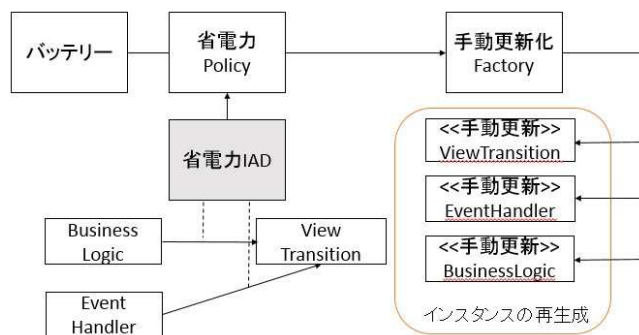 バッテリー
省電力
Policy
手動更新化
Factory
省電力IAD
<<手動更新>>
ViewTransition
<<手動更新>>
EventHandler
<<手動更新>>
BusinessLogic
インスタンスの再生成
Business
Logic
View
Transition
Event
Handler